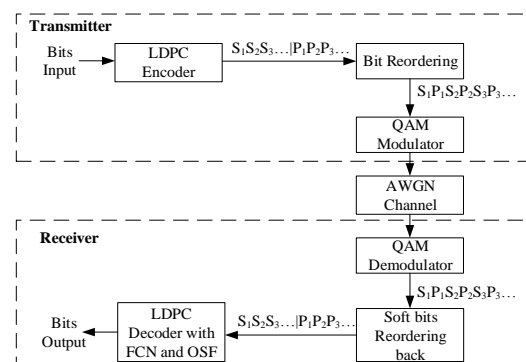 Transmitter
Bits
Input
LDPC
Encoder
S₁S₂S₃…|P₁P₂P₃…
Bit Reordering
S₁P₁S₂P₂S₃P₃…
QAM
Modulator
AWGN
Channel
Receiver
QAM
Demodulator
S₁P₁S₂P₂S₃P₃…
Soft bits
Reordering
back
S₁S₂S₃…|P₁P₂P₃…
LDPC
Decoder with
FCN and OSF
Bits
Output